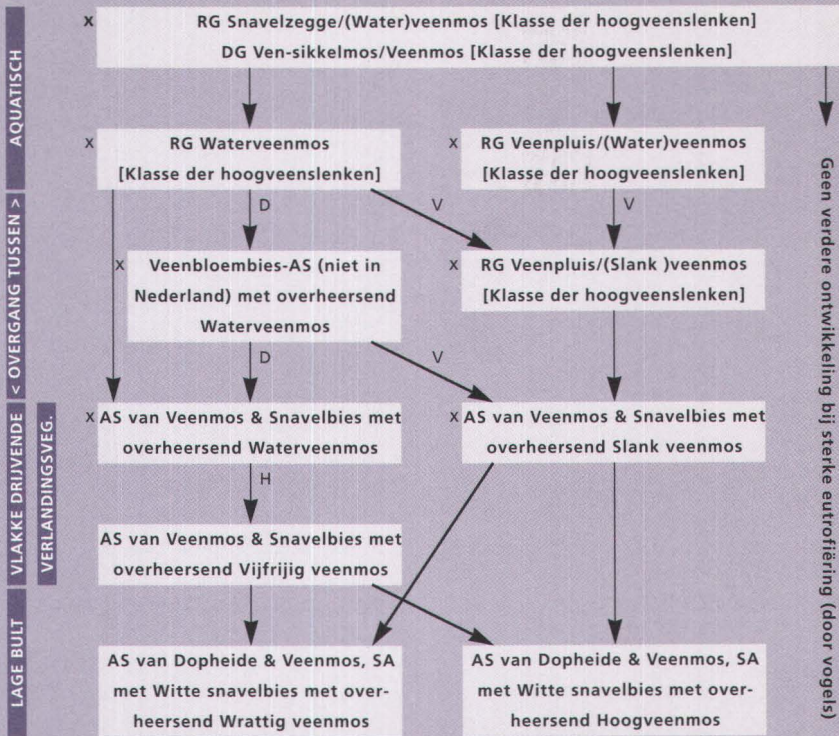 AQUATISCH
< OVERGANG TUSSEN >
VLAKKE DRIJVENDE
VERLANDINGSVEG.
LAGE BULT
x RG Snavelzegge/(Water)veenmos [Klasse der hoogveenslenken]
DG Ven-sikkelmos/Veenmos [Klasse der hoogveenslenken]
x RG Waterveenmos
[Klasse der hoogveenslenken]
x RG Veenpluis/(Water)veenmos
[Klasse der hoogveenslenken]
D
V
V
x Veenbloembies-AS (niet in
Nederland) met overheersend
Waterveenmos
x RG Veenpluis/(Slank )veenmos
[Klasse der hoogveenslenken]
D
V
x AS van Veenmos & Snavelbies met
overheersend Waterveenmos
x AS van Veenmos & Snavelbies met
overheersend Slank veenmos
H
AS van Veenmos & Snavelbies met
overheersend Vijfrijig veenmos
AS van Dopheide & Veenmos, SA
met Witte snavelbies met over-
heersend Wrattig veenmos
AS van Dopheide & Veenmos, SA
met Witte snavelbies met over-
heersend Hoogveenmos
Geen verdere ontwikkeling bij sterke eutrofiëring (door vogels)